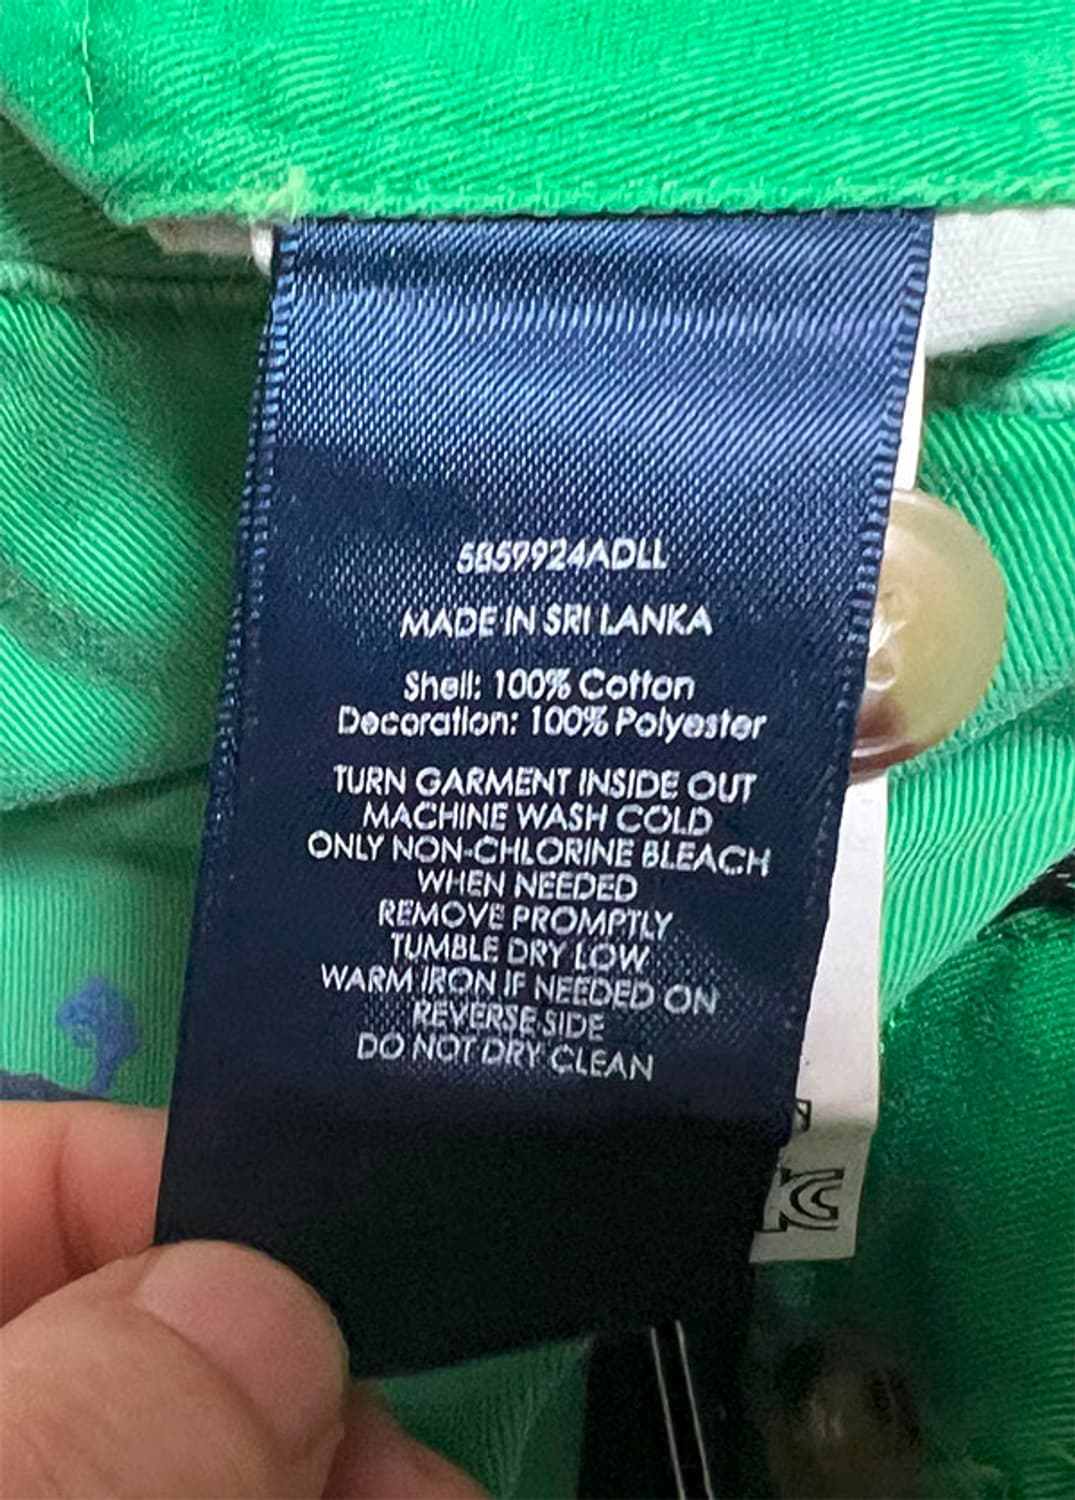 5859924ADLL
MADE IN SRI LANKA
Shell: 100% Cotton
Decoration: 100% Polyester
TURN GARMENT INSIDE OUT
MACHINE WASH COLD
ONLY NON-CHLORINE BLEACH
WHEN NEEDED
REMOVE PROMPTLY
TUMBLE DRY LOW
WARM IRON IF NEEDED ON
REVERSE SIDE
DO NOT DRY CLEAN
KC